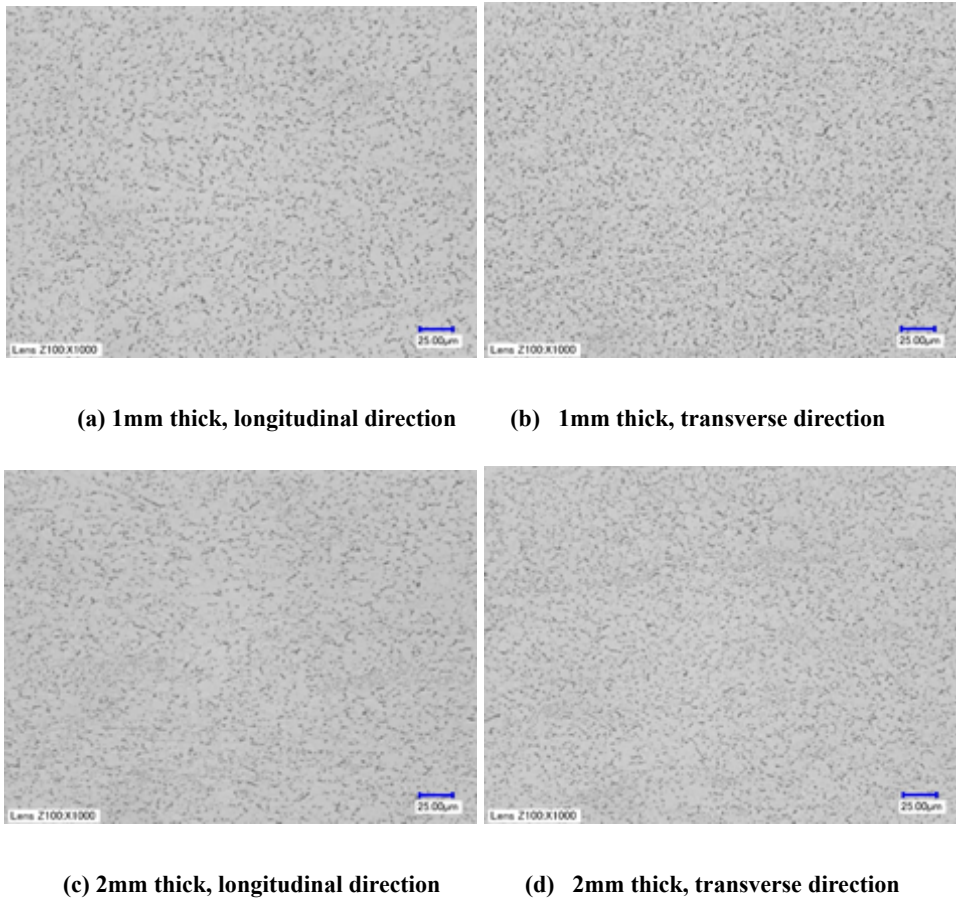 25.00µm
25.00µm
Lens Z100:X1000
Lens Z100:X1000
(a) 1mm thick, longitudinal direction
(b) 1mm thick, transverse direction
25.00µm
25.00µm
Lens Z100:X1000
Lens Z100:X1000
(c) 2mm thick, longitudinal direction
(d) 2mm thick, transverse direction